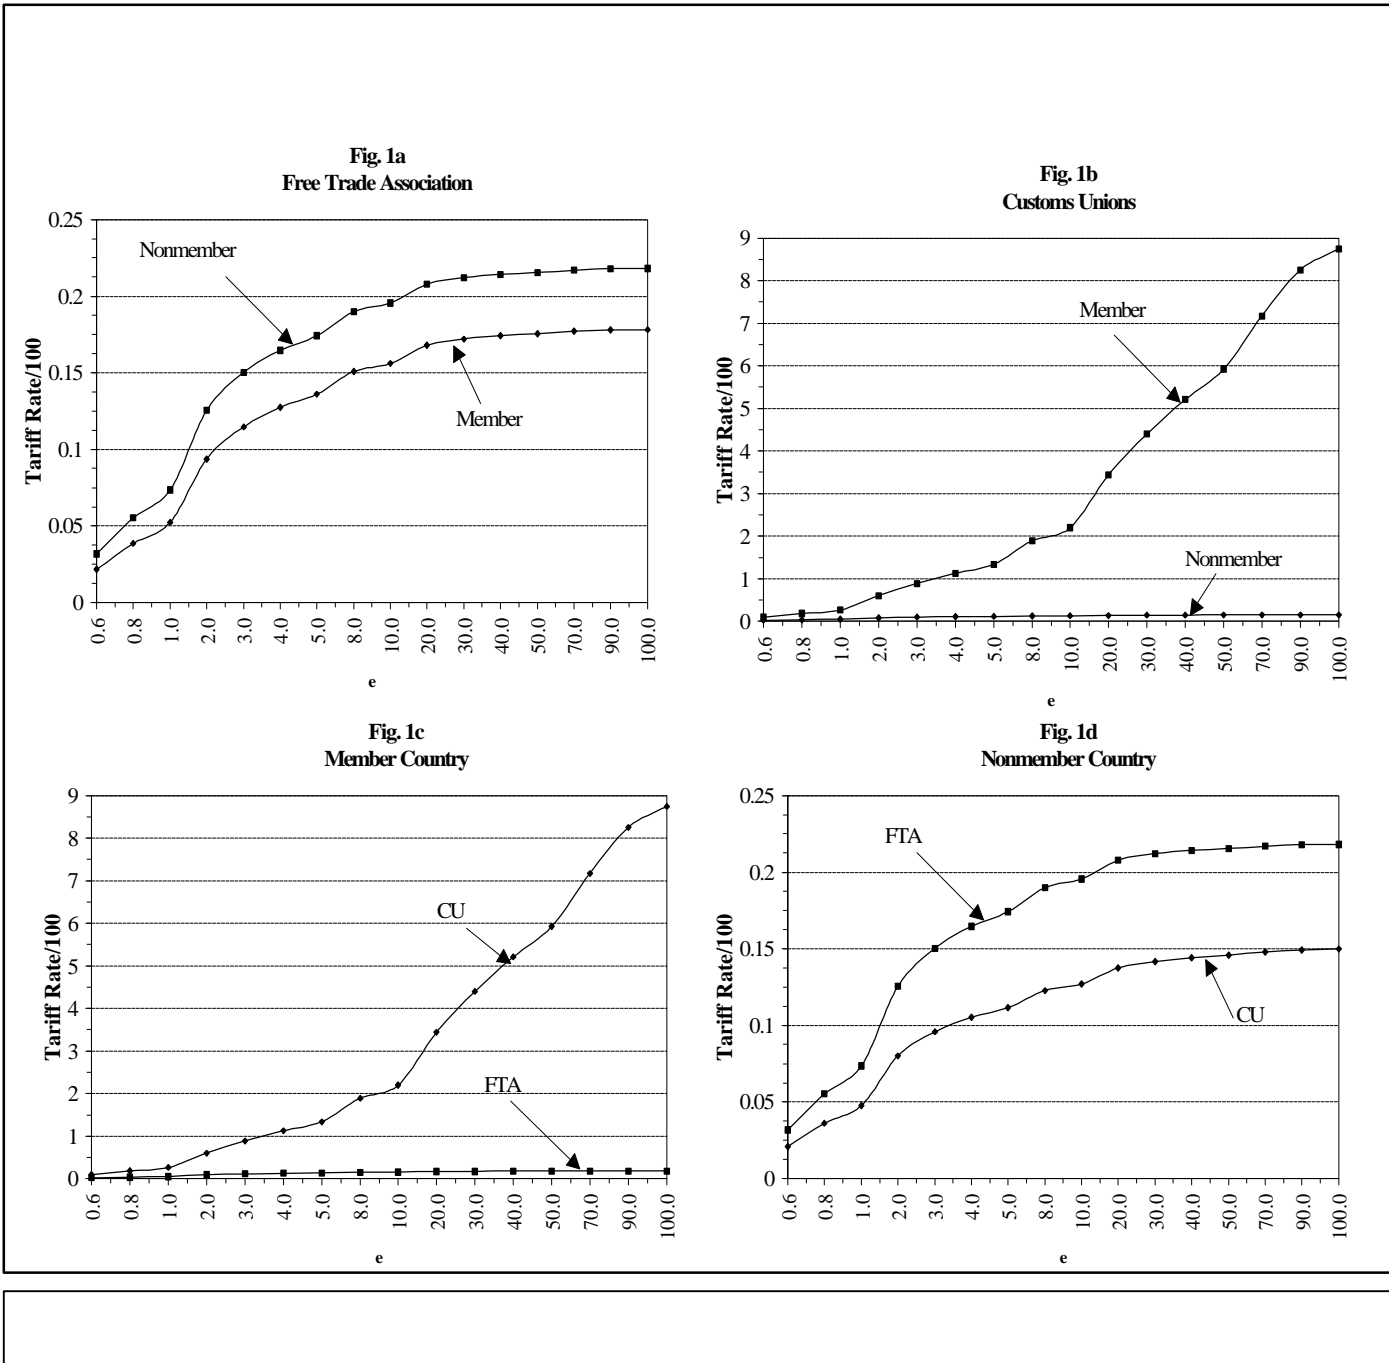 Fig. 1a
Free Trade Association
0.25
0.2
0.15
0.1
0.05
0
Tariff Rate/100
Nonmember
Member
0.6 0.8 1.0 2.0 3.0 4.0 5.0 8.0 10.0 20.0 30.0 40.0 50.0 70.0 90.0 100.0
e
Fig. 1b
Customs Unions
9
8
7
6
5
4
3
2
1
0
Tariff Rate/100
Member
Nonmember
0.6 0.8 1.0 2.0 3.0 4.0 5.0 8.0 10.0 20.0 30.0 40.0 50.0 70.0 90.0 100.0
e
Fig. 1c
Member Country
9
8
7
6
5
4
3
2
1
0
Tariff Rate/100
CU
FTA
0.6 0.8 1.0 2.0 3.0 4.0 5.0 8.0 10.0 20.0 30.0 40.0 50.0 70.0 90.0 100.0
e
Fig. 1d
Nonmember Country
0.25
0.2
0.15
0.1
0.05
0
Tariff Rate/100
FTA
CU
0.6 0.8 1.0 2.0 3.0 4.0 5.0 8.0 10.0 20.0 30.0 40.0 50.0 70.0 90.0 100.0
e